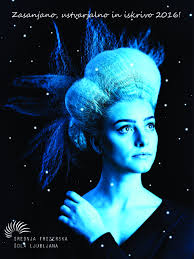 Zasanjano, ustvarjalno in iskrivo 2016!
SREDNJA FRIZERSKA
ŠOLA LJUBLJANA